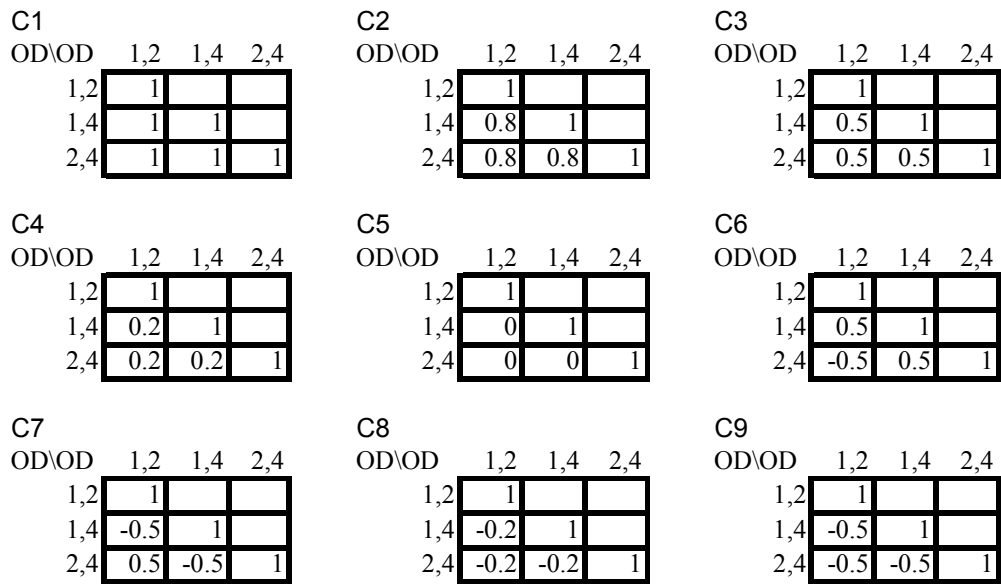 C1 C2 C3
OD\OD 1,2 1,4 2,4 OD\OD 1,2 1,4 2,4 OD\OD 1,2 1,4 2,4
1,2 1 1,2 1 1,2 1
1,4 1 1 1,4 0.8 1 1,4 0.5 1
2,4 1 1 1 2,4 0.8 0.8 1 2,4 0.5 0.5 1
C4 C5 C6
OD\OD 1,2 1,4 2,4 OD\OD 1,2 1,4 2,4 OD\OD 1,2 1,4 2,4
1,2 1 1,2 1 1,2 1
1,4 0.2 1 1,4 0 1 1,4 0.5 1
2,4 0.2 0.2 1 2,4 0 0 1 2,4 -0.5 0.5 1
C7 C8 C9
OD\OD 1,2 1,4 2,4 OD\OD 1,2 1,4 2,4 OD\OD 1,2 1,4 2,4
1,2 1 1,2 1 1,2 1
1,4 -0.5 1 1,4 -0.2 1 1,4 -0.5 1
2,4 0.5 -0.5 1 2,4 -0.2 -0.2 1 2,4 -0.5 -0.5 1